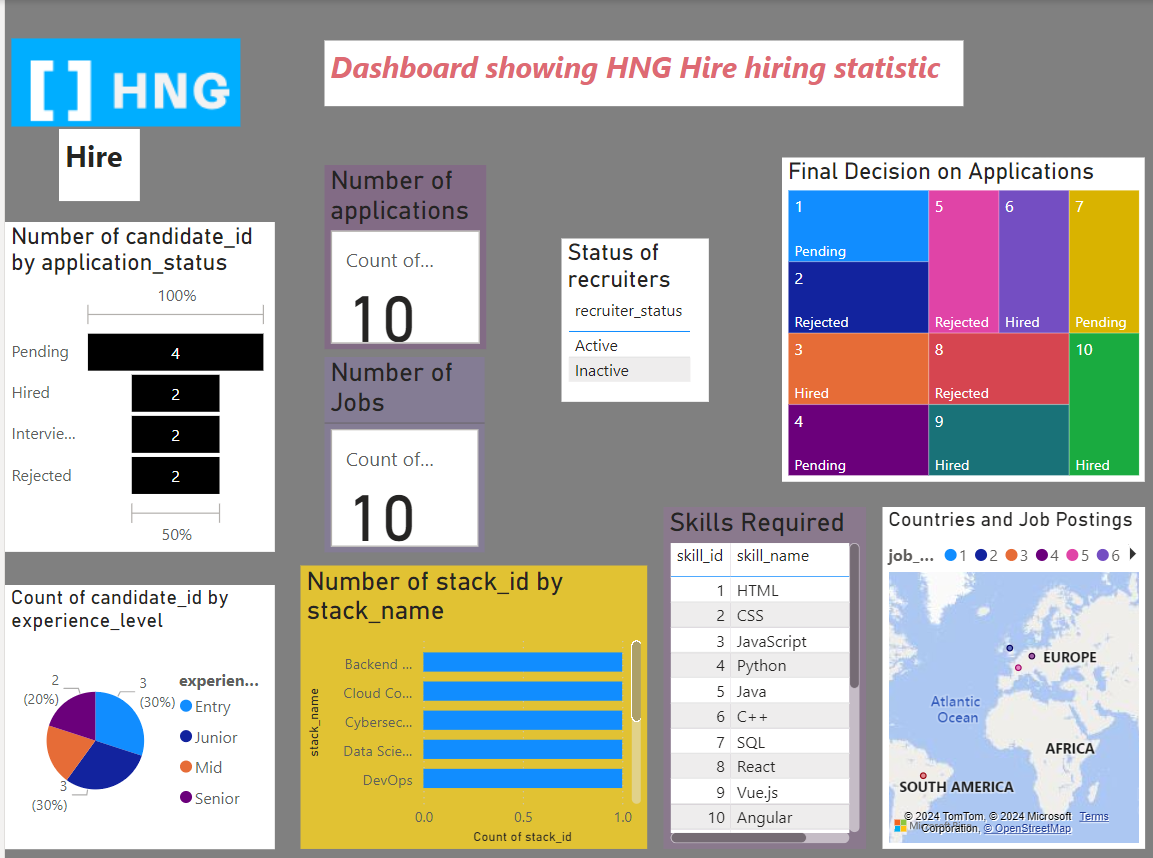 [ ] HNG
Hire
Dashboard showing HNG Hire hiring statistic
Number of candidate_id
by application_status
100%
Pending 4
Hired 2
Intervie... 2
Rejected 2
50%
Count of candidate_id by
experience_level
2
(20%)
3
(30%)
3
(30%)
experien...
Entry
Junior
Mid
Senior
Number of
applications
Count of...
10
Number of
Jobs
Count of...
10
Number of stack_id by
stack_name
stack_name
Backend ...
Cloud Co...
Cybersec...
Data Scie...
DevOps
0.0 0.5 1.0
Count of stack_id
Status of
recruiters
recruiter_status
Active
Inactive
Skills Required
skill_id skill_name
1 HTML
2 CSS
3 JavaScript
4 Python
5 Java
6 C++
7 SQL
8 React
9 Vue.js
10 Angular
Final Decision on Applications
1
Pending
2
Rejected
3
Hired
4
Pending
5
Rejected
6
Hired
7
Pending
8
Rejected
9
Hired
10
Hired
Countries and Job Postings
job_... 1 2 3 4 5 6
EUROPE
Atlantic
Ocean
AFRICA
SOUTH AMERICA
© 2024 TomTom, © 2024 Microsoft Terms
Corporation, © OpenStreetMap